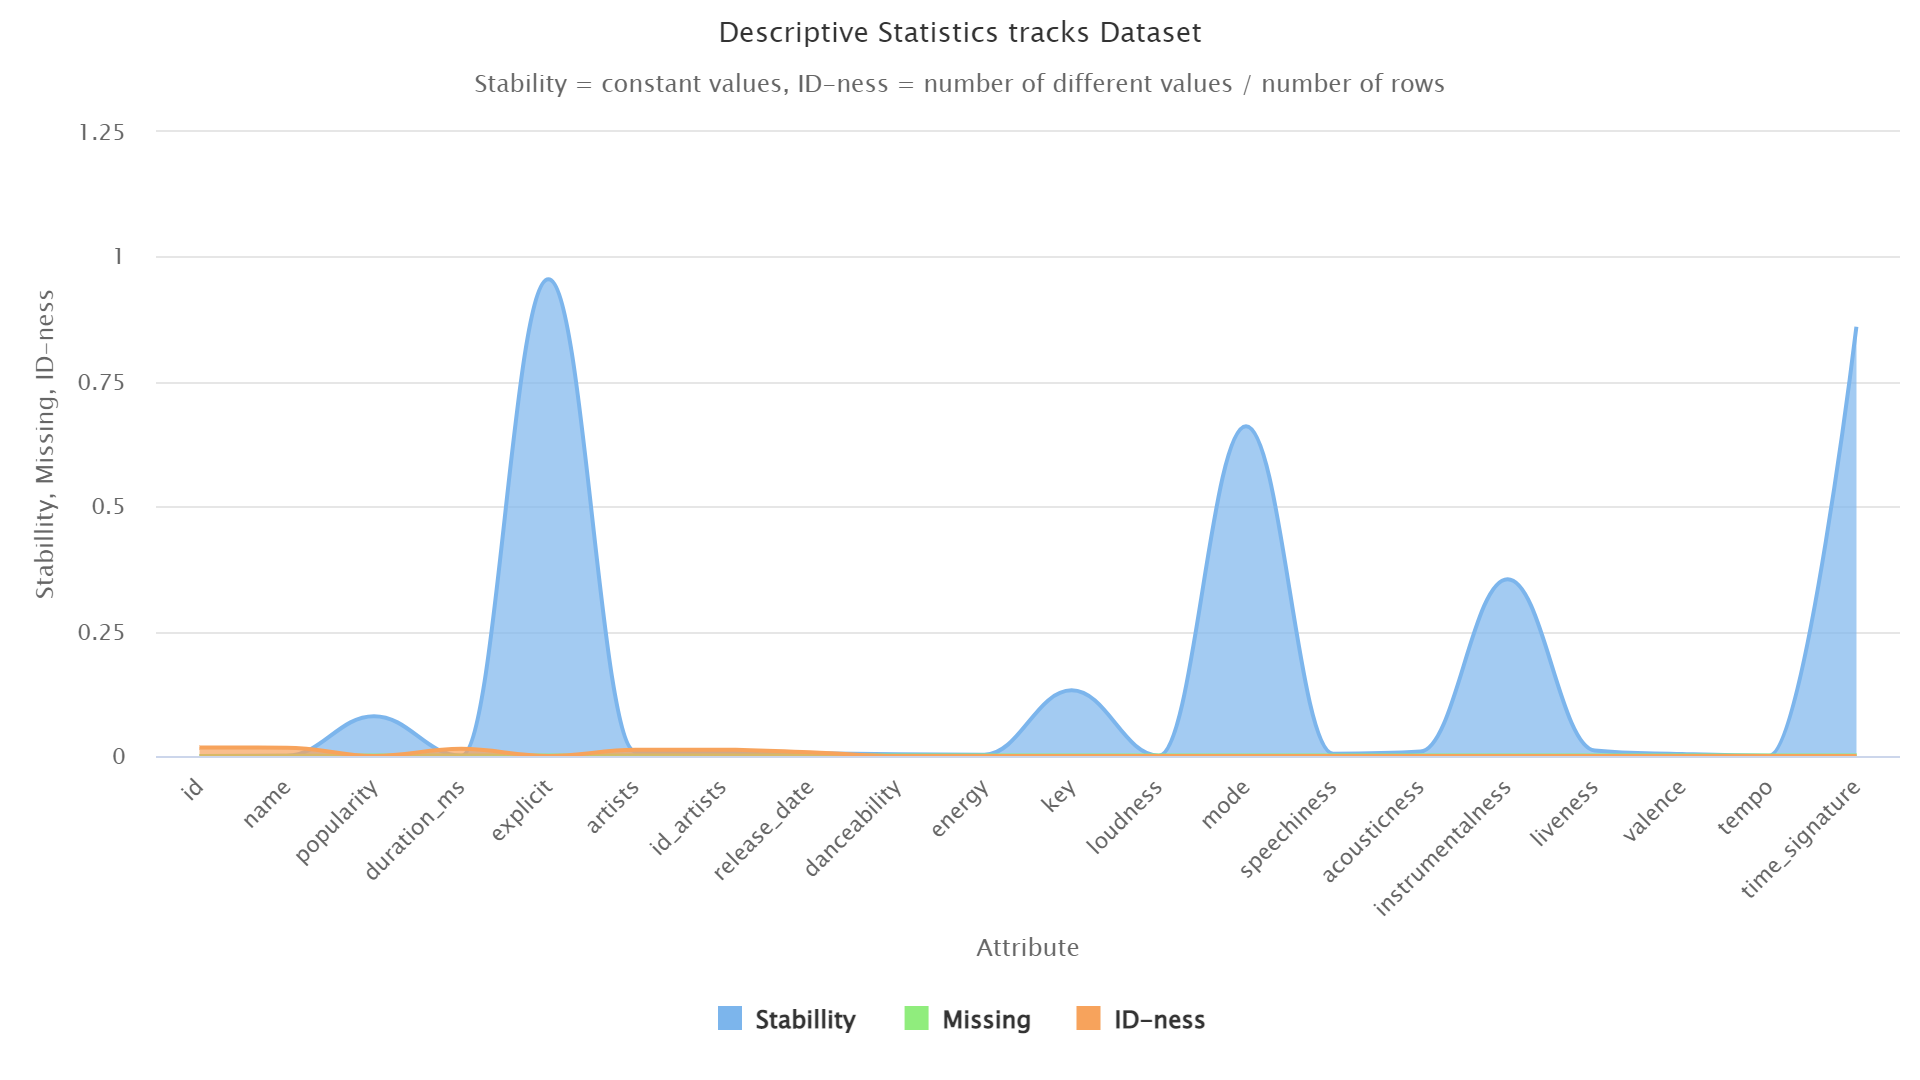 Descriptive Statistics tracks Dataset
Stability = constant values, ID-ness = number of different values / number of rows
Stabillity, Missing, ID-ness
1.25
1
0.75
0.5
0.25
0
id
name
popularity
duration_ms
explicit
artists
id_artists
release_date
danceability
energy
key
loudness
mode
speechiness
acousticness
instrumentalness
liveness
valence
tempo
time_signature
Attribute
Stabillity
Missing
ID-ness